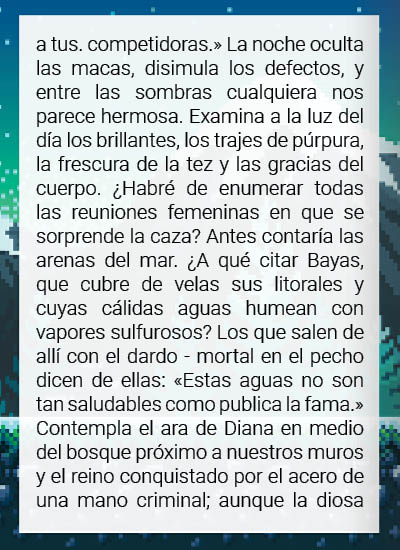 a tus. competidoras.» La noche oculta
las macas, disimula los defectos, y
entre las sombras cualquiera nos
parece hermosa. Examina a la luz del
día los brillantes, los trajes de púrpura,
la frescura de la tez y las gracias del
cuerpo. ¿Habré de enumerar todas
las reuniones femeninas en que se
sorprende la caza? Antes contaría las
arenas del mar. ¿A qué citar Bayas,
que cubre de velas sus litorales y
cuyas cálidas aguas humean con
vapores sulfurosos? Los que salen de
allí con el dardo - mortal en el pecho
dicen de ellas: «Estas aguas no son
tan saludables como publica la fama.»
Contempla el ara de Diana en medio
del bosque próximo a nuestros muros
y el reino conquistado por el acero de
una mano criminal; aunque la diosa